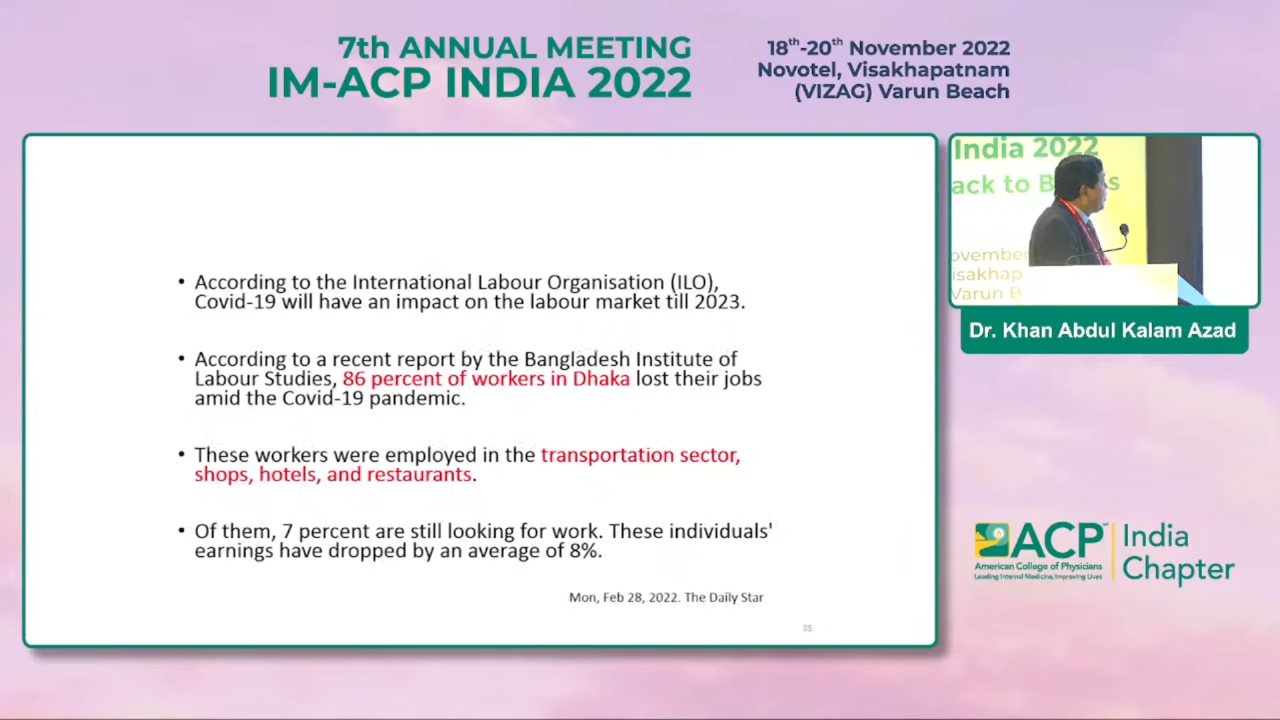 7th ANNUAL MEETING
IM-ACP INDIA 2022
18th-20th November 2022
Novotel, Visakhapatnam
(VIZAG) Varun Beach
• According to the International Labour Organisation (ILO),
Covid-19 will have an impact on the labour market till 2023.
• According to a recent report by the Bangladesh Institute of
Labour Studies, 86 percent of workers in Dhaka lost their jobs
amid the Covid-19 pandemic.
• These workers were employed in the transportation sector,
shops, hotels, and restaurants.
• Of them, 7 percent are still looking for work. These individuals'
earnings have dropped by an average of 8%.
Mon, Feb 28, 2022. The Daily Star
35
India 2022
ack to B s
ovember
isakhap
Varun B
Dr. Khan Abdul Kalam Azad
ACP™
American College of Physicians
Leading Internal Medicine, Improving Lives
India
Chapter